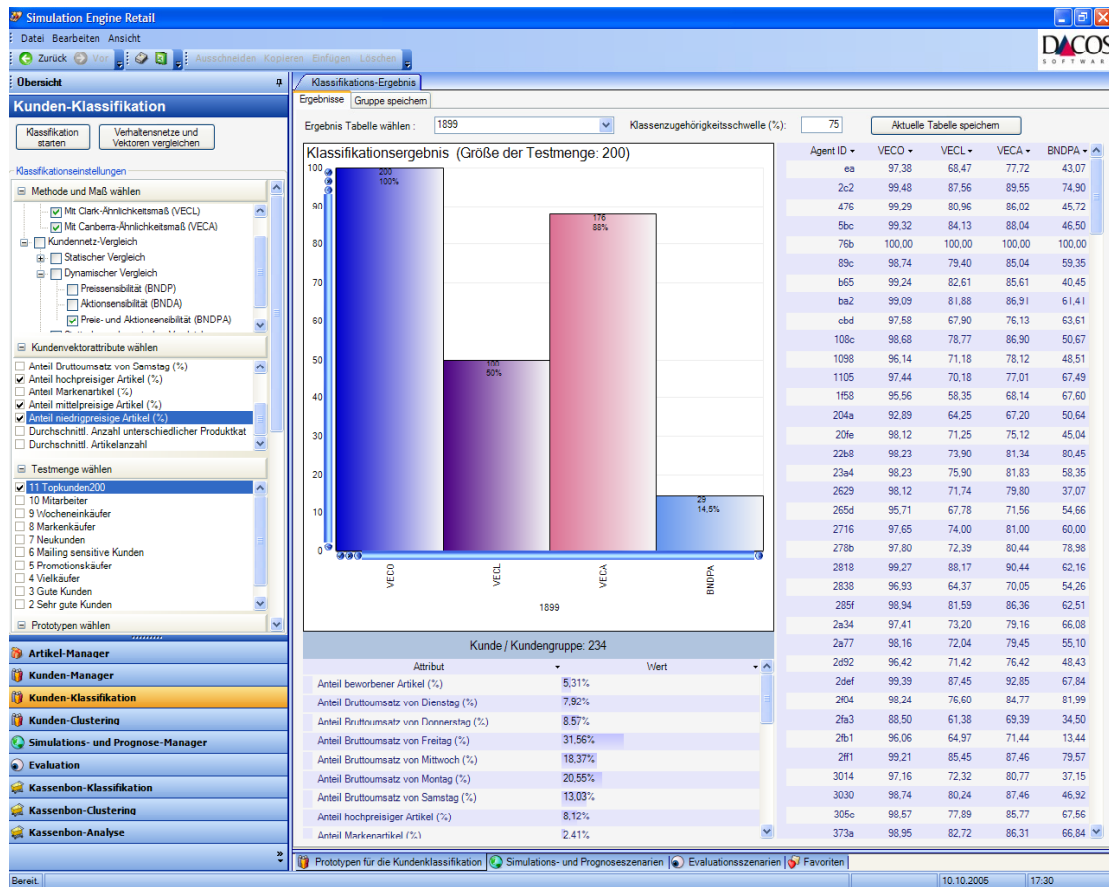 Simulation Engine Retail
Datei Bearbeiten Ansicht
Zurück Vor Ausschneiden Kopieren Einfügen Löschen
DACOS
SOFTWARE
Übersicht
Kunden-Klassifikation
Klassifikation starten
Verhaltensnetze und Vektoren vergleichen
Klassifikationseinstellungen
Methode und Maß wählen
Mit Clark-Ähnlichkeitsmaß (VECL)
Mit Canberra-Ähnlichkeitsmaß (VECA)
Kundennetz-Vergleich
Statischer Vergleich
Dynamischer Vergleich
Preissensibilität (BNDP)
Aktionssensibilität (BNDA)
Preis- und Aktionssensibilität (BNDPA)
Kundenvektorattribute wählen
Anteil Bruttoumsatz von Samstag (%)
Anteil hochpreisiger Artikel (%)
Anteil Markenartikel (%)
Anteil mittelpreisige Artikel (%)
Anteil niedrigpreisige Artikel (%)
Durchschnittl. Anzahl unterschiedlicher Produktkat
Durchschnittl. Artikelanzahl
Testmenge wählen
11 Topkunden200
10 Mitarbeiter
9 Wocheneinkäufer
8 Markenkäufer
7 Neukunden
6 Mailing sensitive Kunden
5 Promotionskäufer
4 Vielkäufer
3 Gute Kunden
2 Sehr gute Kunden
Prototypen wählen
Artikel-Manager
Kunden-Manager
Kunden-Klassifikation
Kunden-Clustering
Simulations- und Prognose-Manager
Evaluation
Kassenbon-Klassifikation
Kassenbon-Clustering
Kassenbon-Analyse
Klassifikations-Ergebnis
Ergebnisse Gruppe speichern
Ergebnis Tabelle wählen : 1899 Klassenzugehörigkeitsschwelle (%): 75 Aktuelle Tabelle speichern
Klassifikationsergebnis (Größe der Testmenge: 200)
100
90
80
70
60
50
40
30
20
10
0
200
100%
100
50%
176
88%
29
14,5%
VECO VECL VECA BNDPA
1899
Kunde / Kundengruppe: 234
Attribut Wert
Anteil beworbener Artikel (%) 5,31%
Anteil Bruttoumsatz von Dienstag (%) 7,92%
Anteil Bruttoumsatz von Donnerstag (%) 8,57%
Anteil Bruttoumsatz von Freitag (%) 31,56%
Anteil Bruttoumsatz von Mittwoch (%) 18,37%
Anteil Bruttoumsatz von Montag (%) 20,55%
Anteil Bruttoumsatz von Samstag (%) 13,03%
Anteil hochpreisiger Artikel (%) 8,12%
Anteil Markenartikel (%) 2,41%
Agent ID VECO VECL VECA BNDPA
ea 97,38 68,47 77,72 43,07
2c2 99,48 87,56 89,55 74,90
476 99,29 80,96 86,02 45,72
5bc 99,32 84,13 88,04 46,50
76b 100,00 100,00 100,00 100,00
89c 98,74 79,40 85,04 59,35
b65 99,24 82,61 85,61 40,45
ba2 99,09 81,88 86,91 61,41
cbd 97,58 67,90 76,13 63,61
108c 98,68 78,77 86,90 50,67
1098 96,14 71,18 78,12 48,51
1105 97,44 70,18 77,01 67,49
1f58 95,56 58,35 68,14 67,60
204a 92,89 64,25 67,20 50,64
20fe 98,12 71,25 75,12 45,04
22b8 98,23 73,90 81,34 80,45
23a4 98,23 75,90 81,83 58,35
2629 98,12 71,74 79,80 37,07
265d 95,71 67,78 71,56 54,66
2716 97,65 74,00 81,00 60,00
278b 97,80 72,39 80,44 78,98
2818 99,27 88,17 90,44 62,16
2838 96,93 64,37 70,05 54,26
285f 98,94 81,59 86,36 62,51
2a34 97,41 73,20 79,16 66,08
2a77 98,16 72,04 79,45 55,10
2d92 96,42 71,42 76,42 48,43
2def 99,39 87,45 92,85 67,84
2f04 98,24 76,60 84,77 81,99
2fa3 88,50 61,38 69,39 34,50
2fb1 96,06 64,97 71,44 13,44
2ff1 99,21 85,45 87,46 79,57
3014 97,16 72,32 80,77 37,15
3030 98,74 80,24 87,46 46,92
305c 98,57 77,89 85,77 67,56
373a 98,95 82,72 86,31 66,84
Prototypen für die Kundenklassifikation Simulations- und Prognoseszenarien Evaluationsszenarien Favoriten
Bereit. 10.10.2005 17:30